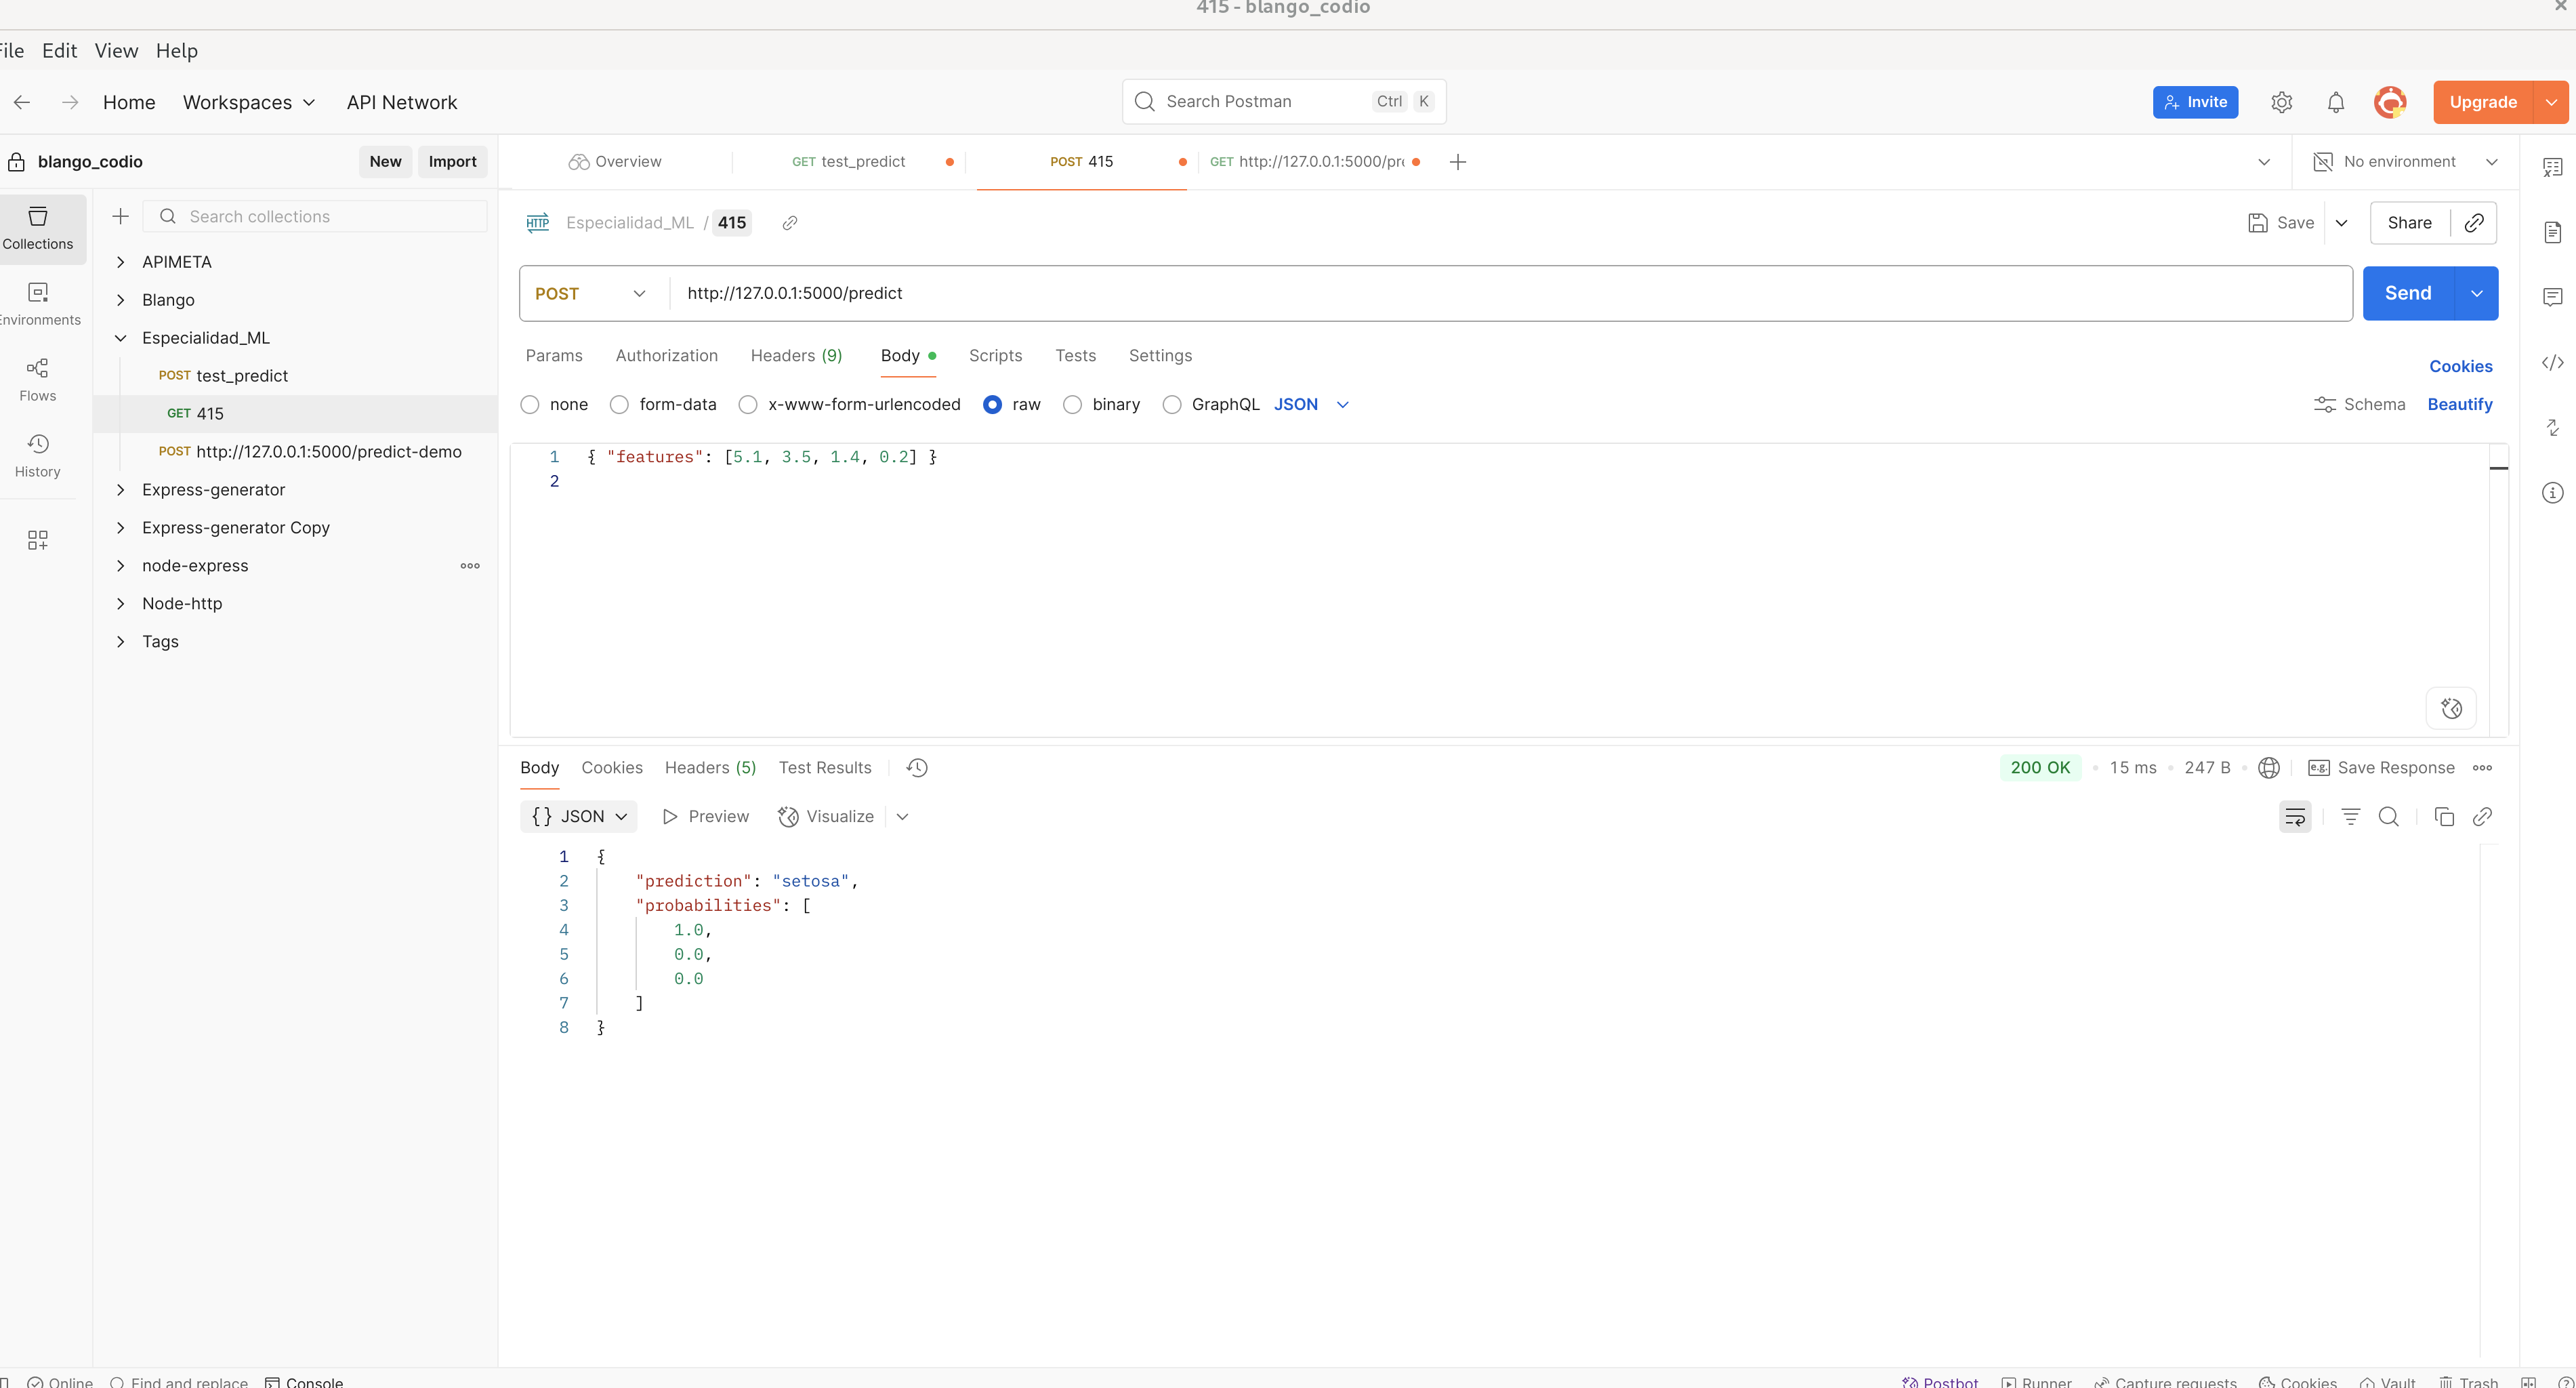 415 - blango_codio
File Edit View Help
Home Workspaces API Network
Search Postman Ctrl K
Invite
Upgrade
blango_codio
New Import
Overview
GET test_predict
POST 415
GET http://127.0.0.1:5000/pre
No environment
Collections
Environments
Flows
History
Search collections
APIMETA
Blango
Especialidad_ML
POST test_predict
GET 415
POST http://127.0.0.1:5000/predict-demo
Express-generator
Express-generator Copy
node-express
Node-http
Tags
HTTP Especialidad_ML / 415
Save Share
POST http://127.0.0.1:5000/predict
Send
Params Authorization Headers (9) Body Scripts Tests Settings
Cookies
none form-data x-www-form-urlencoded raw binary GraphQL JSON
Schema Beautify
1 { "features": [5.1, 3.5, 1.4, 0.2] }
2
Body Cookies Headers (5) Test Results
200 OK • 15 ms • 247 B • e.g. Save Response
{} JSON Preview Visualize
1 {
2 "prediction": "setosa",
3 "probabilities": [
4 1.0,
5 0.0,
6 0.0
7 ]
8 }
Online Find and replace Console
Postbot Runner Capture requests Cookies Vault Trash